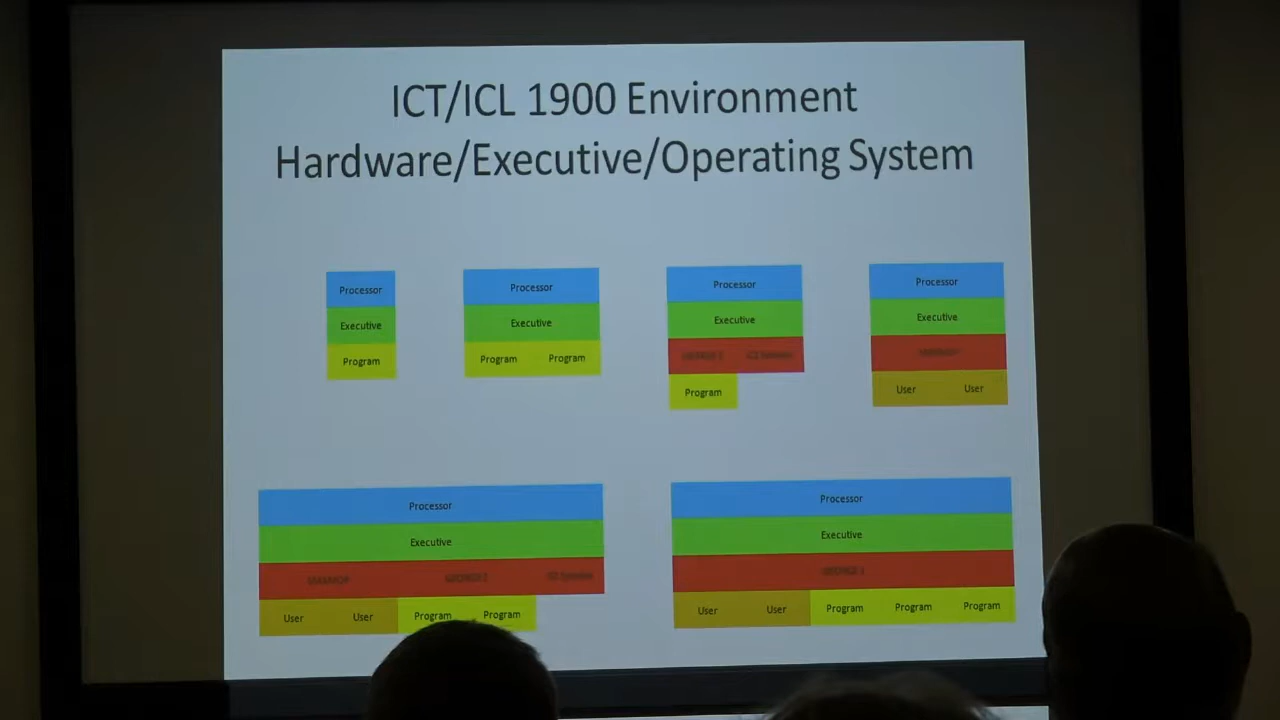 ICT/ICL 1900 Environment
Hardware/Executive/Operating System
Processor
Executive
Program
Processor
Executive
Program Program
Processor
Executive
Program
Processor
Executive
User User
Processor
Executive
User User Program Program
Processor
Executive
User User Program Program Program